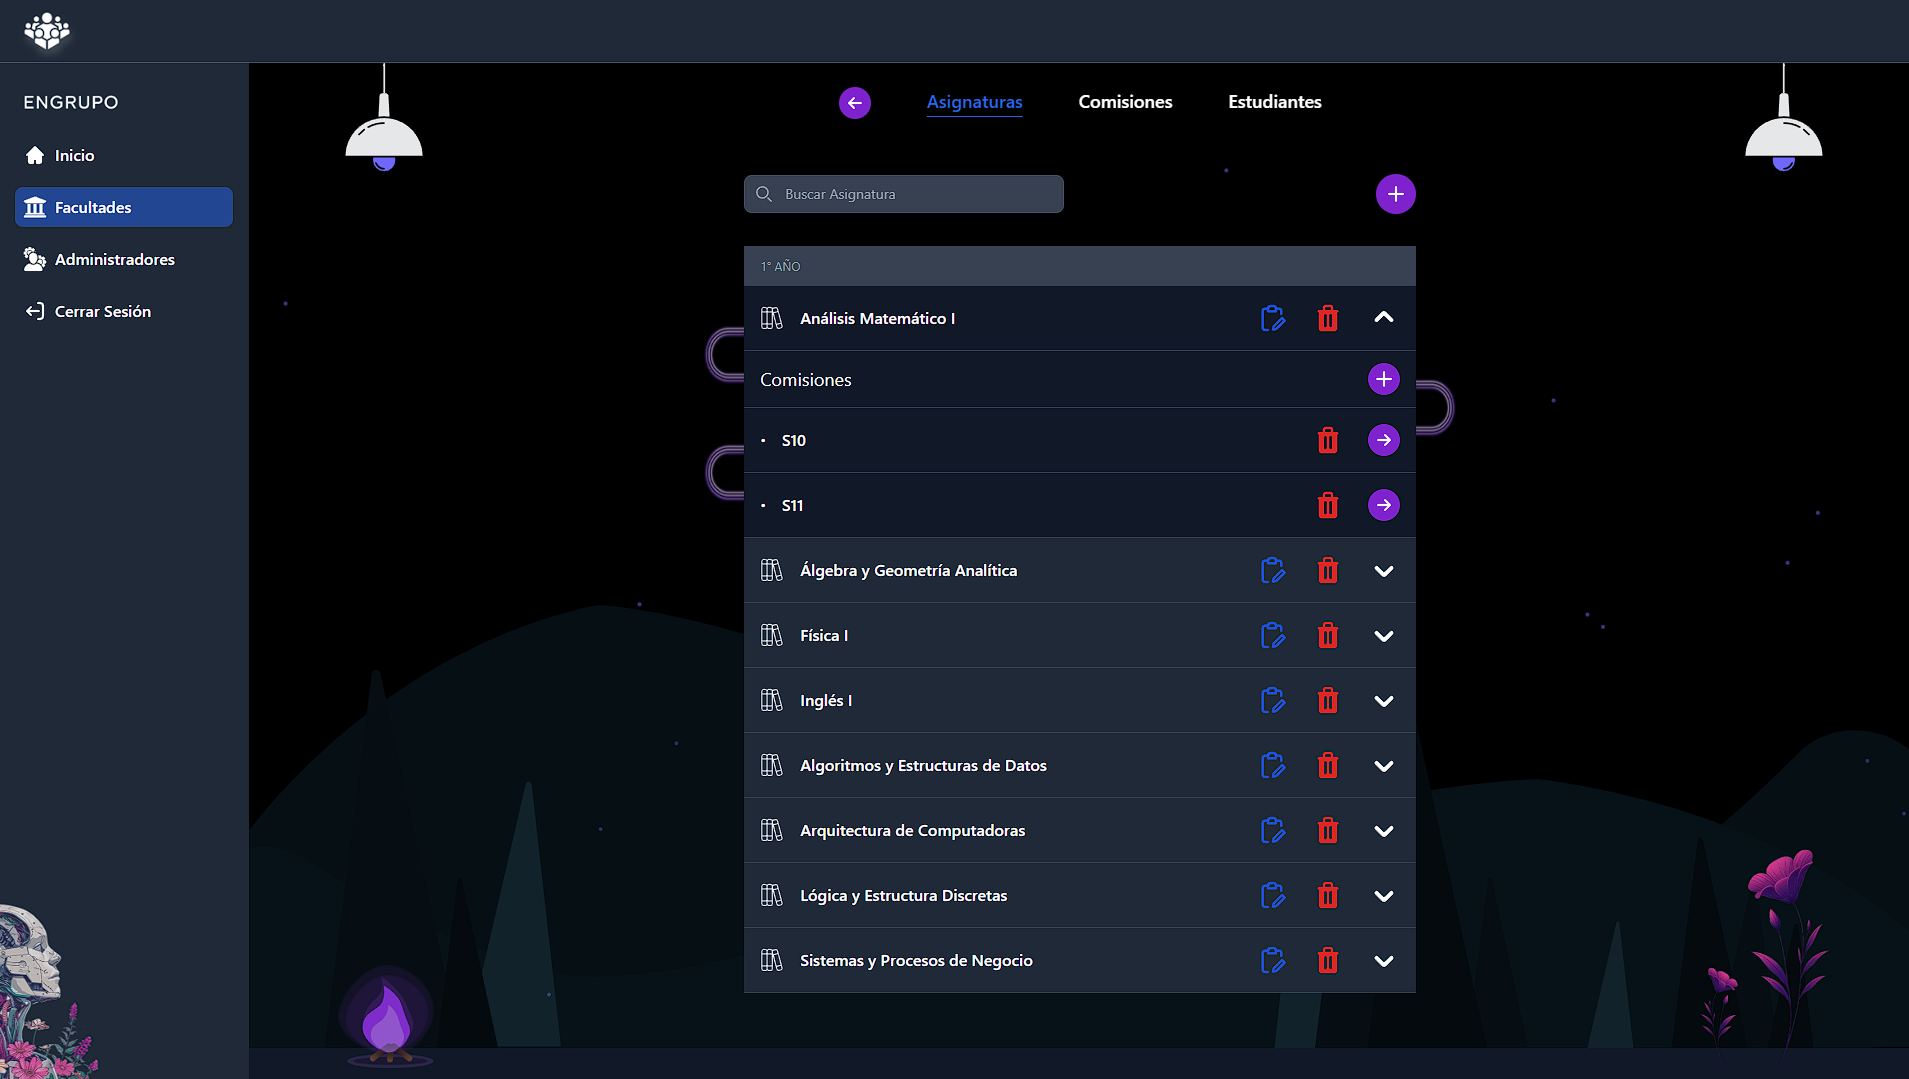 ENGRUPO
Inicio
Facultades
Administradores
Cerrar Sesión
Asignaturas
Comisiones
Estudiantes
Buscar Asignatura
1° AÑO
Análisis Matemático I
Comisiones
• S10
• S11
Álgebra y Geometría Analítica
Física I
Inglés I
Algoritmos y Estructuras de Datos
Arquitectura de Computadoras
Lógica y Estructura Discretas
Sistemas y Procesos de Negocio